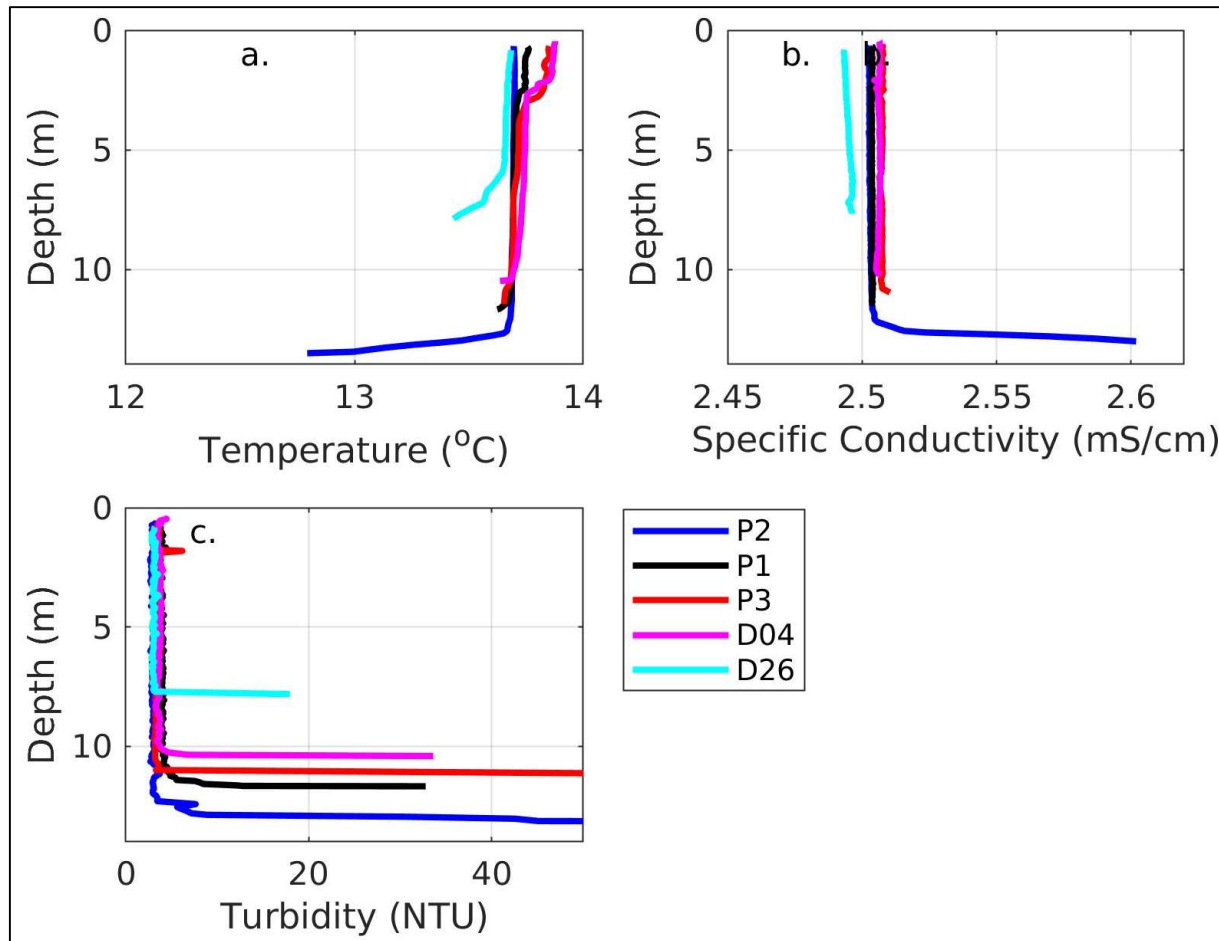 a.
0
5
10
Depth (m)
12
13
14
Temperature (°C)
b.
b.
0
5
10
Depth (m)
2.45
2.5
2.55
2.6
Specific Conductivity (mS/cm)
c.
0
5
10
Depth (m)
0
20
40
Turbidity (NTU)
P2
P1
P3
D04
D26